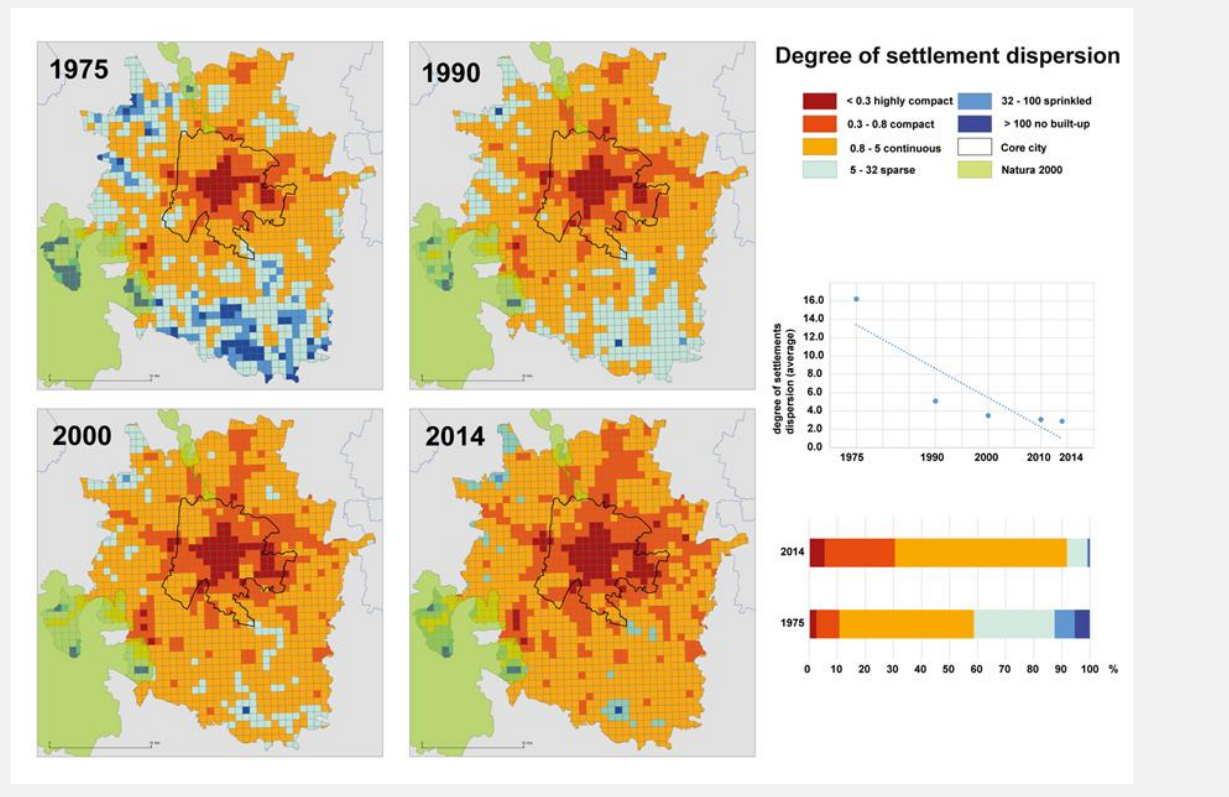 1975
1990
2000
2014
Degree of settlement dispersion
< 0.3 highly compact
32 - 100 sprinkled
0.3 - 0.8 compact
> 100 no built-up
0.8 - 5 continuous
Core city
5 - 32 sparse
Natura 2000
degree of settlements
dispersion (average)
16.0
14.0
12.0
10.0
8.0
6.0
4.0
2.0
0.0
1975 1990 2000 2010 2014
2014
1975
0 10 20 30 40 50 60 70 80 90 100 %